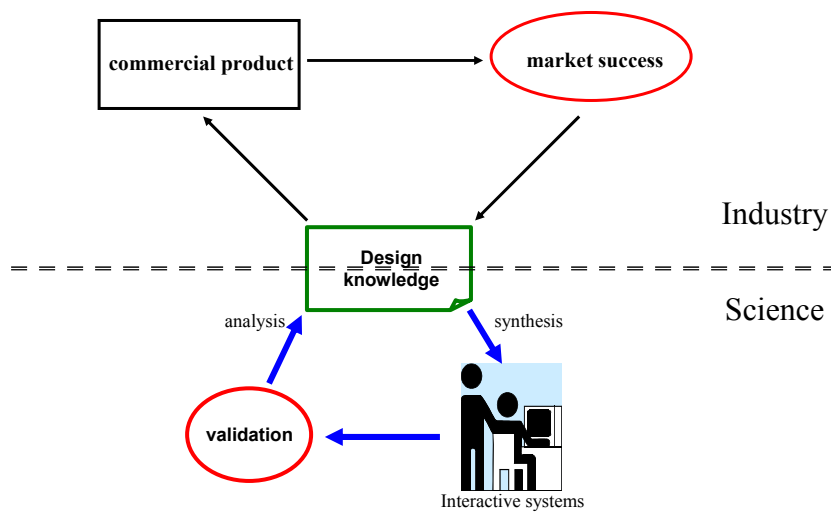 commercial product
market success
Industry
Design
knowledge
Science
analysis
synthesis
validation
Interactive systems